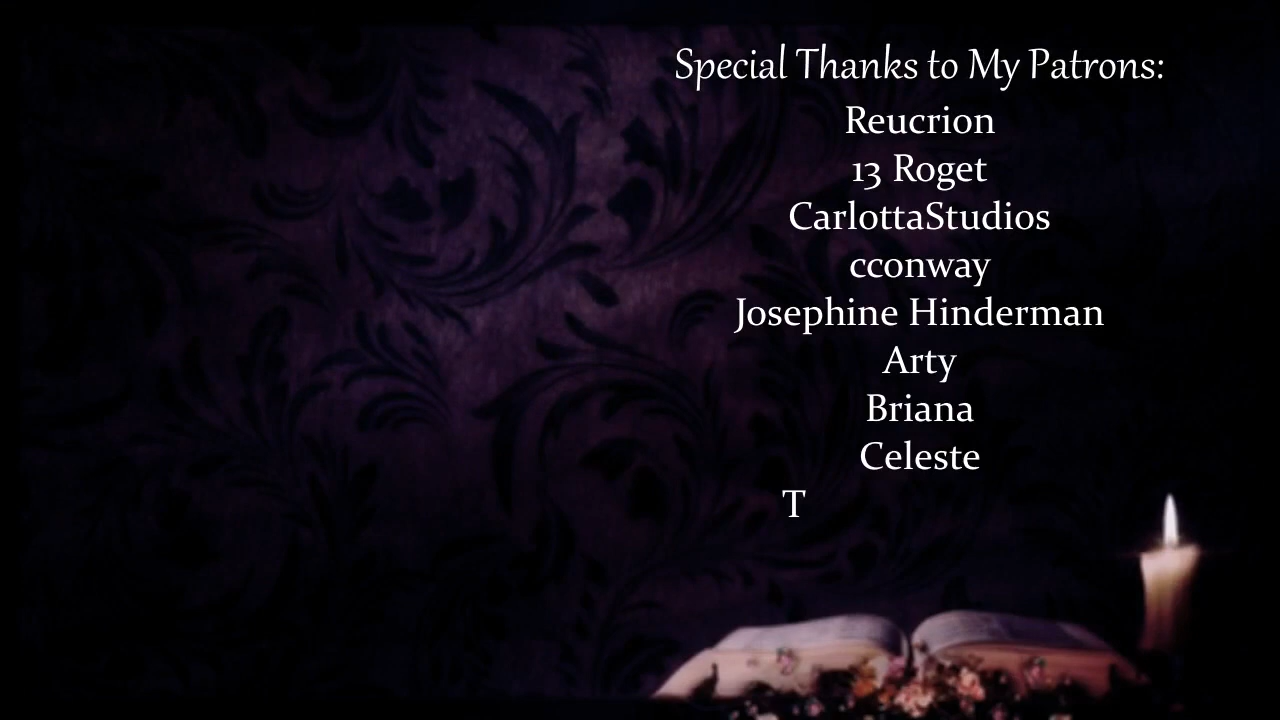 Special Thanks to My Patrons:
Reucrion
13 Roget
CarlottaStudios
cconway
Josephine Hinderman
Arty
Briana
Celeste
T